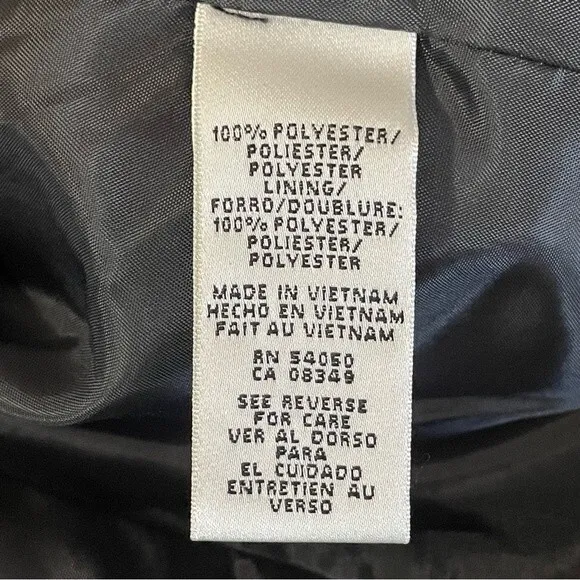 100% POLYESTER/
POLIESTER/
POLYESTER
LINING/
FORRO/DOUBLURE:
100% POLYESTER/
POLIESTER/
POLYESTER
MADE IN VIETNAM
HECHO EN VIETNAM
FAIT AU VIETNAM
RN 54050
CA 08349
SEE REVERSE
FOR CARE
VER AL DORSO
PARA
EL CUIDADO
ENTRETIEN AU
VERSO